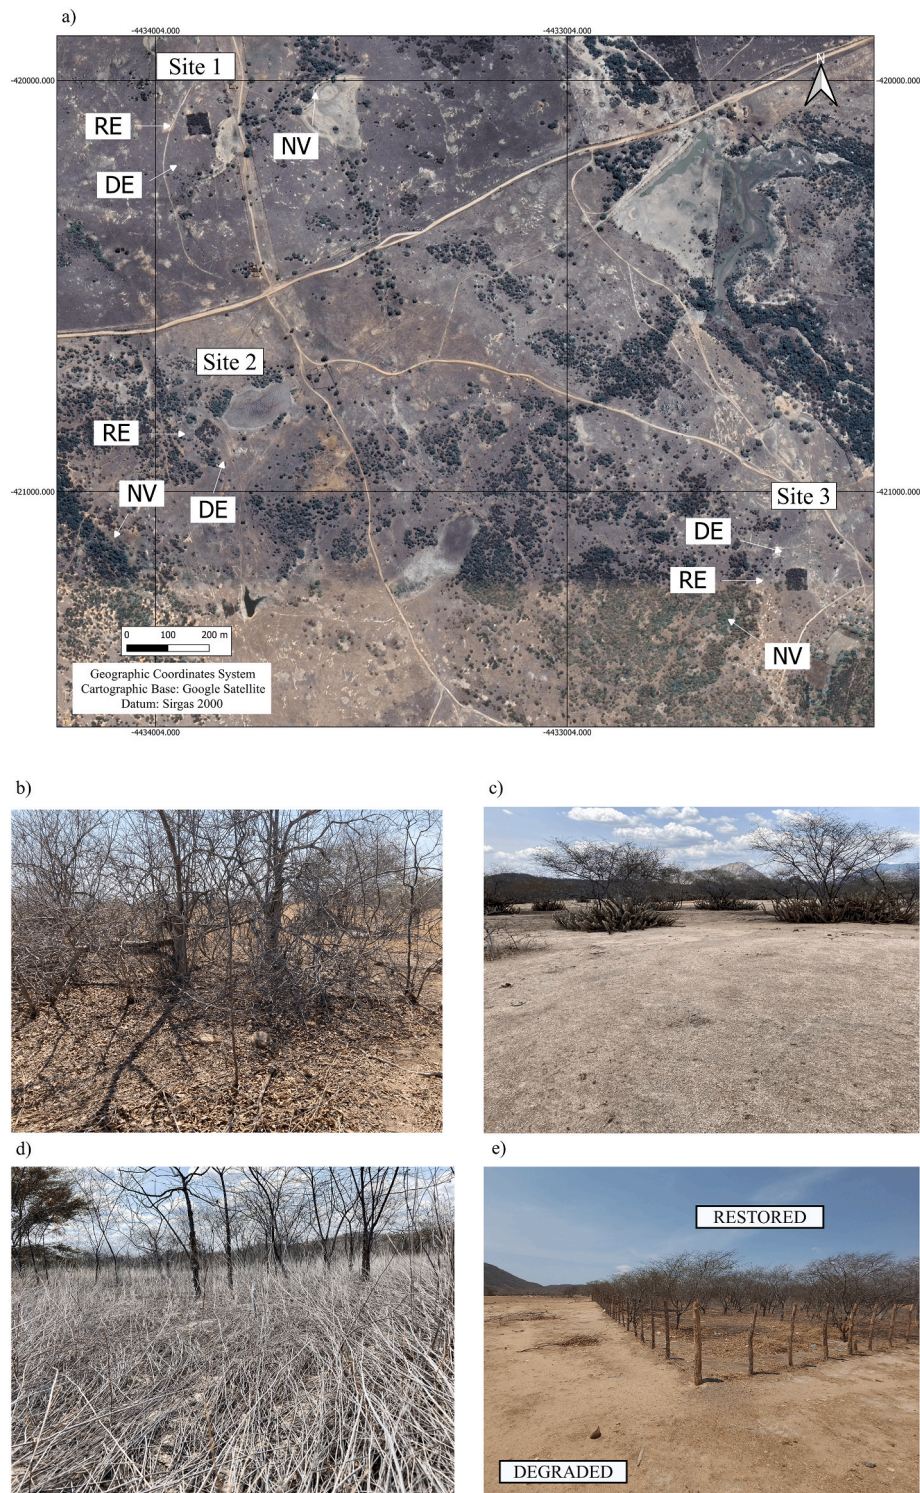 a)
-4434004.000
-4433004.000
-420000.000
-420000.000
Site 1
N
RE
NV
DE
Site 2
RE
NV
DE
-421000.000
-421000.000
Site 3
DE
RE
NV
0 100 200 m
Geographic Coordinates System
Cartographic Base: Google Satellite
Datum: Sirgas 2000
-4434004.000
-4433004.000
b)
c)
d)
e)
RESTORED
DEGRADED